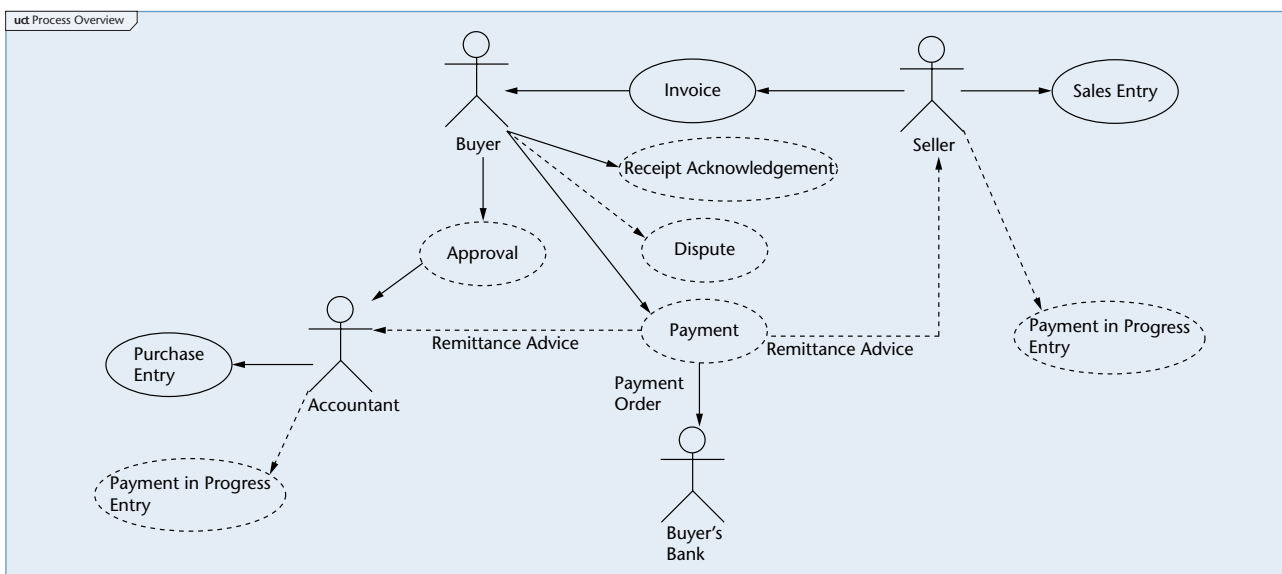 uct Process Overview
Invoice
Sales Entry
Buyer
Seller
Receipt Acknowledgement
Approval
Dispute
Payment
Payment in Progress
Entry
Remittance Advice
Remittance Advice
Purchase
Entry
Payment
Order
Accountant
Payment in Progress
Entry
Buyer's
Bank